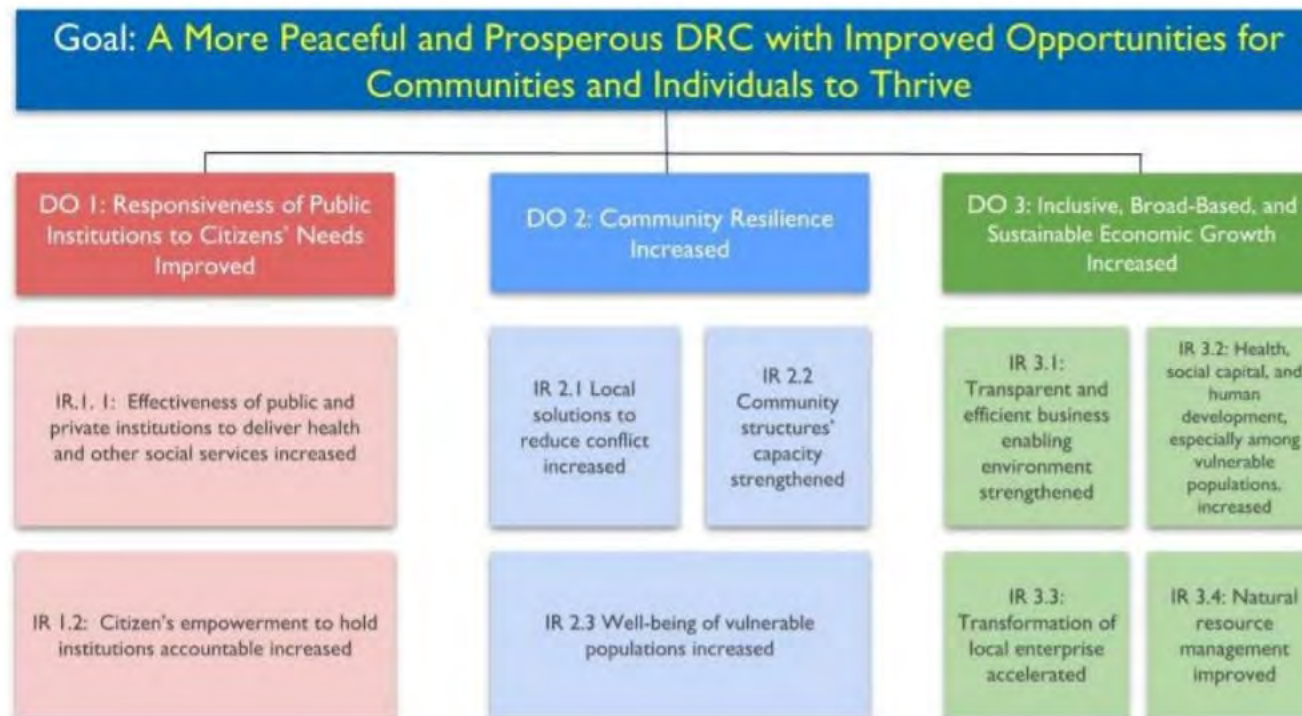 Goal: A More Peaceful and Prosperous DRC with Improved Opportunities for
Communities and Individuals to Thrive
DO 1: Responsiveness of Public
Institutions to Citizens' Needs
Improved
DO 2: Community Resilience
Increased
DO 3: Inclusive, Broad-Based, and
Sustainable Economic Growth
Increased
IR.1. 1: Effectiveness of public and
private institutions to deliver health
and other social services increased
IR 2.1 Local
solutions to
reduce conflict
increased
IR 2.2
Community
structures'
capacity
strengthened
IR 3.1:
Transparent and
efficient business
enabling
environment
strengthened
IR 3.2: Health,
social capital, and
human
development,
especially among
vulnerable
populations,
increased
IR 1.2: Citizen's empowerment to hold
institutions accountable increased
IR 2.3 Well-being of vulnerable
populations increased
IR 3.3:
Transformation of
local enterprise
accelerated
IR 3.4: Natural
resource
management
improved